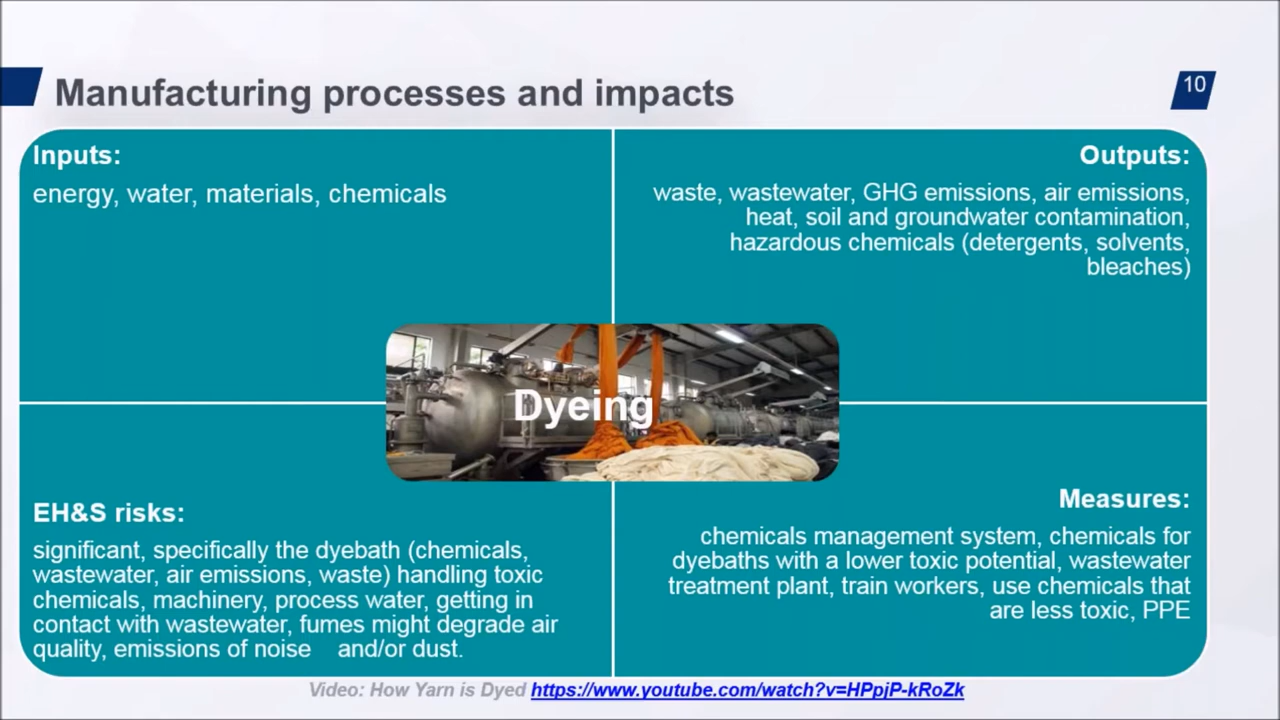 Manufacturing processes and impacts
10
Inputs:
energy, water, materials, chemicals
Outputs:
waste, wastewater, GHG emissions, air emissions,
heat, soil and groundwater contamination,
hazardous chemicals (detergents, solvents,
bleaches)
Dyeing
EH&S risks:
significant, specifically the dyebath (chemicals,
wastewater, air emissions, waste) handling toxic
chemicals, machinery, process water, getting in
contact with wastewater, fumes might degrade air
quality, emissions of noise and/or dust.
Measures:
chemicals management system, chemicals for
dyebaths with a lower toxic potential, wastewater
treatment plant, train workers, use chemicals that
are less toxic, PPE
Video: How Yarn is Dyed https://www.youtube.com/watch?v=HPpjP-kRoZk